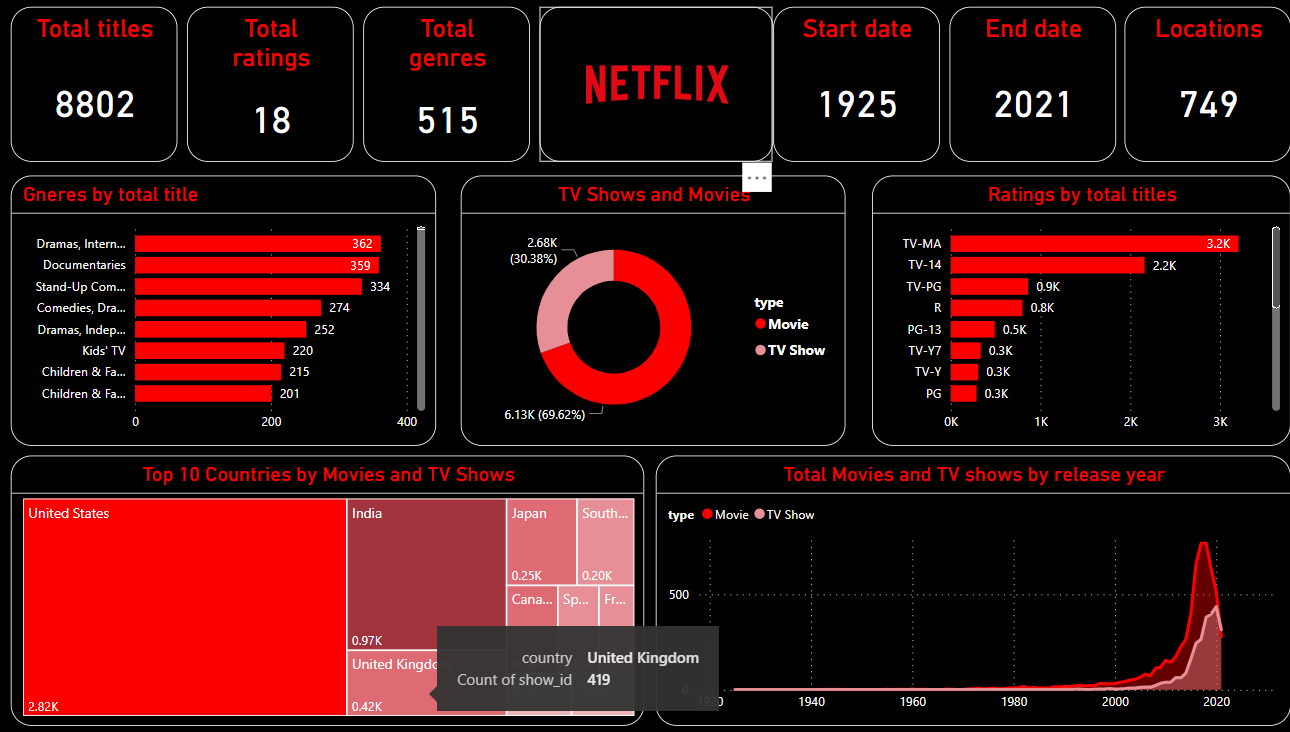 Total titles
8802
Total
ratings
18
Total
genres
515
NETFLIX
Start date
1925
End date
2021
Locations
749
...
Gneres by total title
Dramas, Intern... 362
Documentaries 359
Stand-Up Com... 334
Comedies, Dra... 274
Dramas, Indep... 252
Kids' TV 220
Children & Fa... 215
Children & Fa... 201
0 200 400
TV Shows and Movies
2.68K
(30.38%)
6.13K (69.62%)
type
Movie
TV Show
Ratings by total titles
TV-MA 3.2K
TV-14 2.2K
TV-PG 0.9K
R 0.8K
PG-13 0.5K
TV-Y7 0.3K
TV-Y 0.3K
PG 0.3K
0K 1K 2K 3K
Top 10 Countries by Movies and TV Shows
United States
2.82K
India
0.97K
United Kingdom
0.42K
Japan
0.25K
South...
0.20K
Cana...
Sp...
Fr...
country United Kingdom
Count of show_id 419
Total Movies and TV shows by release year
type Movie TV Show
500
0
1920 1940 1960 1980 2000 2020